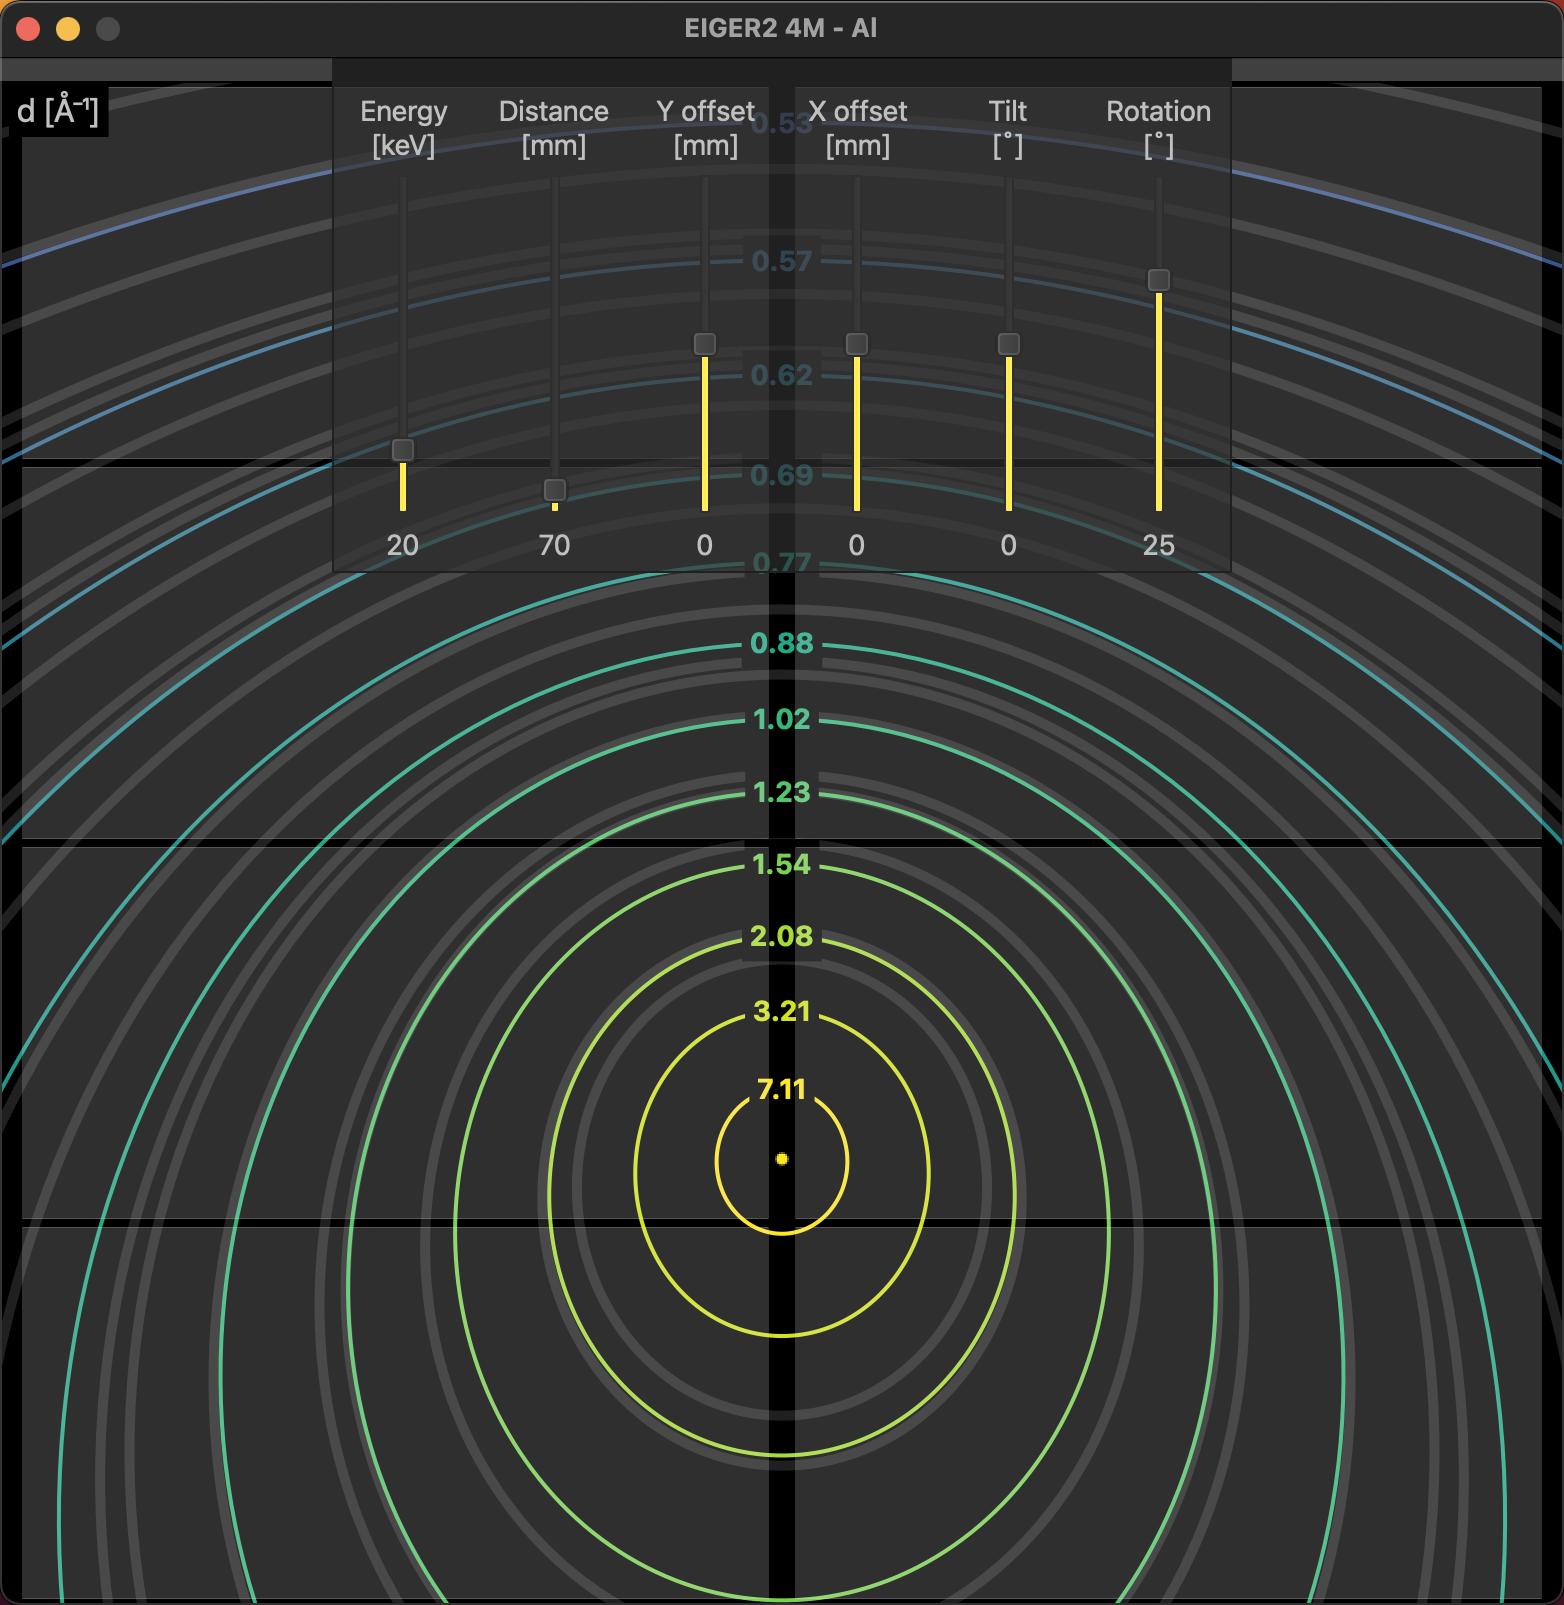 EIGER2 4M - Al
d [Å⁻¹]
Energy
[keV]
Distance
[mm]
Y offset
[mm]
X offset
[mm]
Tilt
[°]
Rotation
[°]
20
70
0
0
0
25
0.53
0.57
0.62
0.69
0.77
0.88
1.02
1.23
1.54
2.08
3.21
7.11